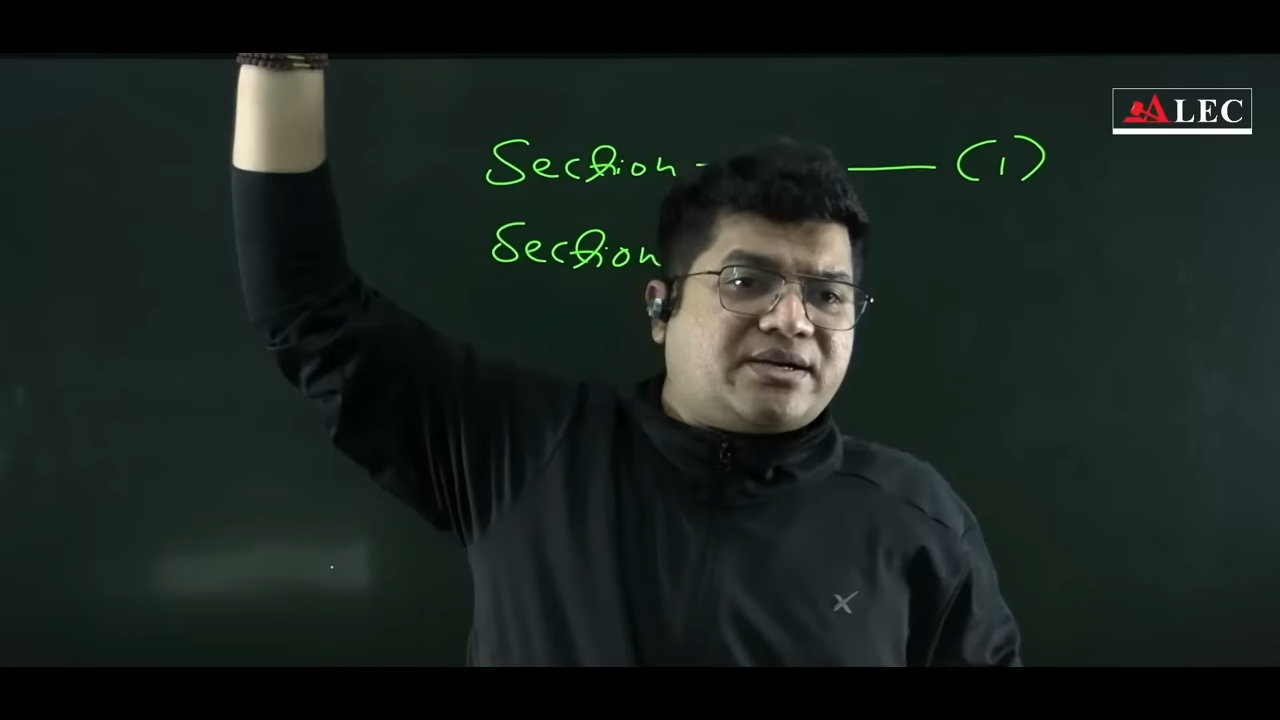 ALEC
Section - — (1)
Section